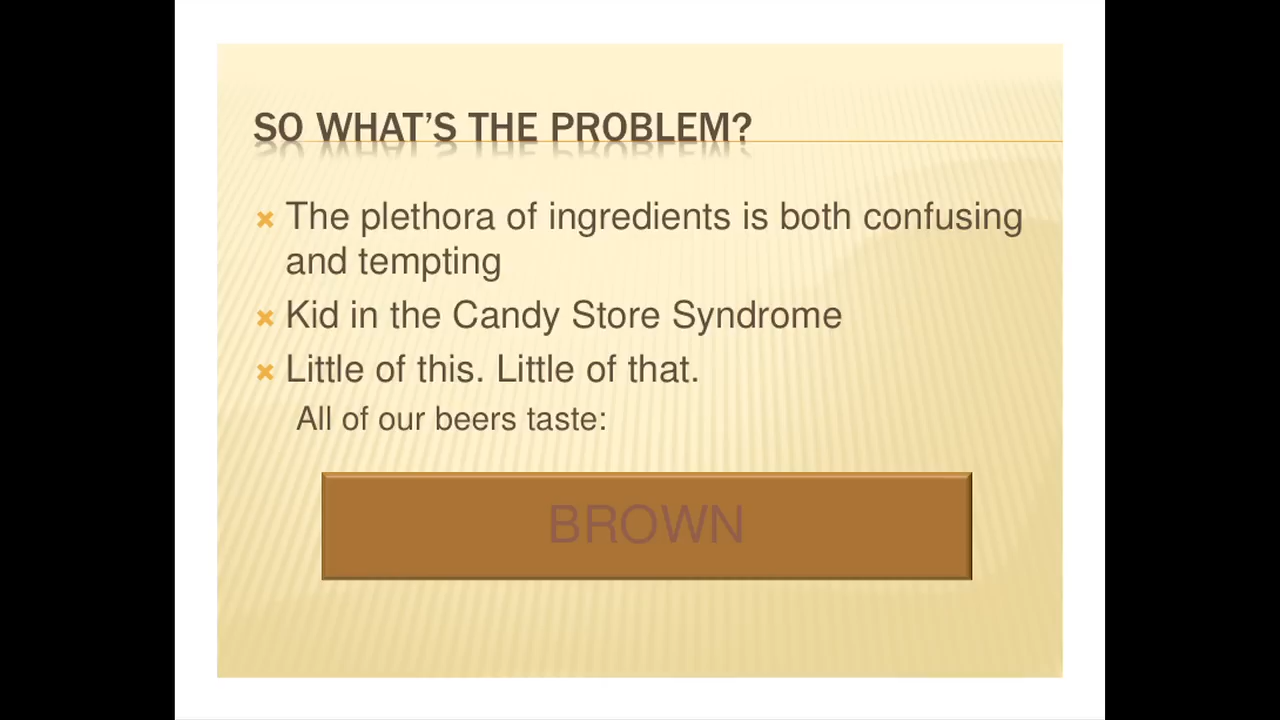 SO WHAT'S THE PROBLEM?
The plethora of ingredients is both confusing
and tempting
Kid in the Candy Store Syndrome
Little of this. Little of that.
All of our beers taste:
BROWN